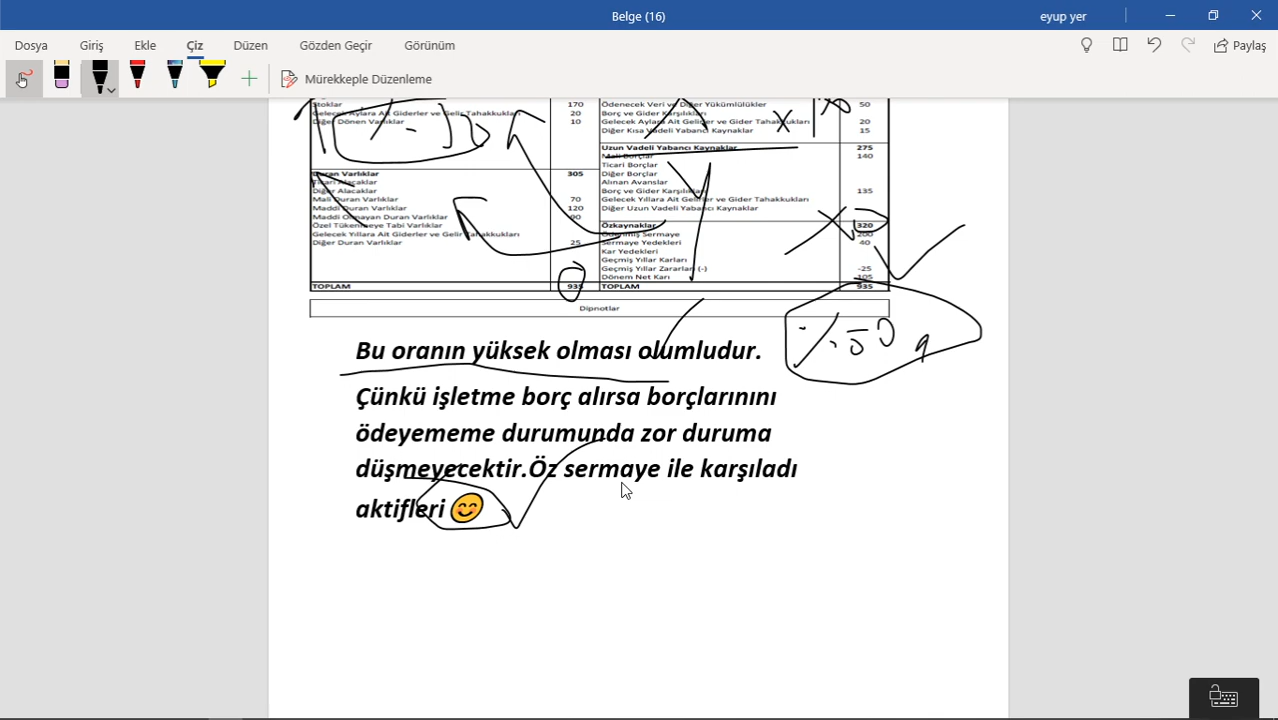 Belge (16)
eyup yer
Dosya Giriş Ekle Çiz Düzen Gözden Geçir Görünüm
Paylaş
Mürekkeple Düzenleme
Stoklar 170
Gelecek Aylara Ait Giderler ve Gelir Tahakkukları 20
Diğer Dönen Varlıklar 10
Duran Varlıklar 305
Ticari Alacaklar
Diğer Alacaklar
Mali Duran Varlıklar 70
Maddi Duran Varlıklar 120
Maddi Olmayan Duran Varlıklar 90
Özel Tükenmeye Tabi Varlıklar
Gelecek Yıllara Ait Giderler ve Gelir Tahakkukları
Diğer Duran Varlıklar 25
TOPLAM 935
Ödenecek Veri ve Diğer Yükümlülükler 50
Borç ve Gider Karşılıkları
Gelecek Aylara Ait Gelirler ve Gider Tahakkukları 20
Diğer Kısa Vadeli Yabancı Kaynaklar 15
Uzun Vadeli Yabancı Kaynaklar 275
Mali Borçlar 140
Ticari Borçlar
Diğer Borçlar
Alınan Avanslar
Borç ve Gider Karşılıkları 135
Gelecek Yıllara Ait Gelirler ve Gider Tahakkukları
Diğer Uzun Vadeli Yabancı Kaynaklar
Özkaynaklar 320
Ödenmiş Sermaye 200
Sermaye Yedekleri 40
Kar Yedekleri
Geçmiş Yıllar Karları
Geçmiş Yıllar Zararları (-) -25
Dönem Net Karı 105
TOPLAM 935
Dipnotlar
%50
Bu oranın yüksek olması olumludur.
Çünkü işletme borç alırsa borçlarınını
ödeyememe durumunda zor duruma
düşmeyecektir.Öz sermaye ile karşıladı
aktifleri 😊